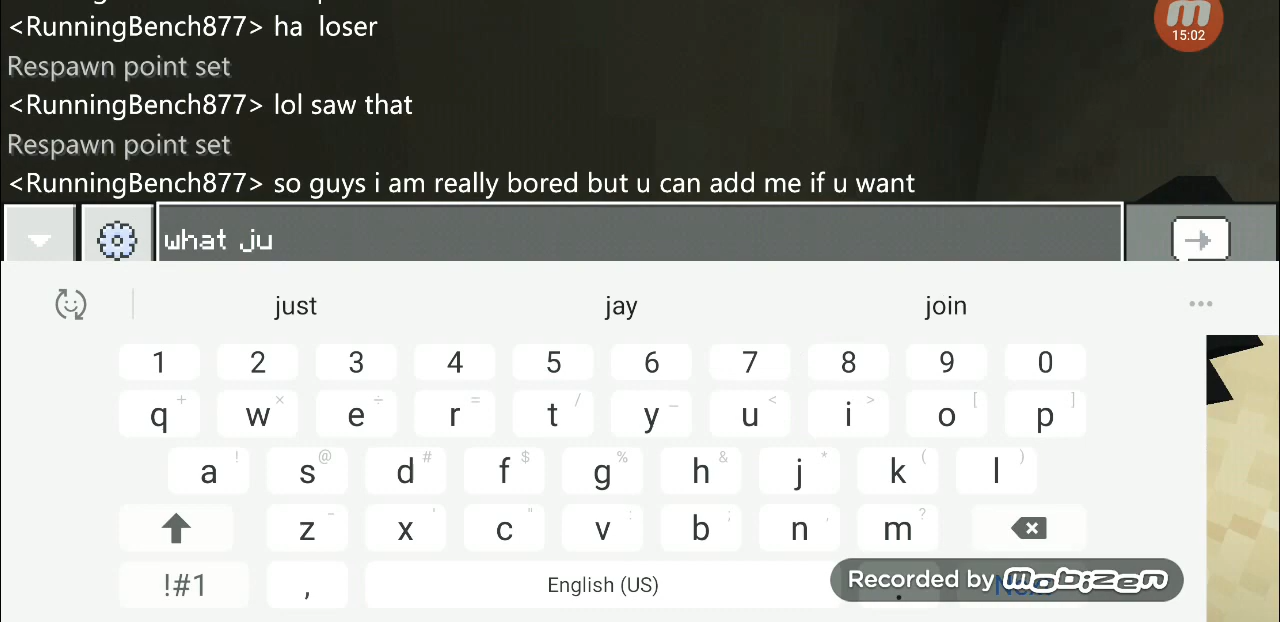 <RunningBench877> ha loser
Respawn point set
<RunningBench877> lol saw that
Respawn point set
<RunningBench877> so guys i am really bored but u can add me if u want
what ju
15:02
just jay join
1 2 3 4 5 6 7 8 9 0
q + w × e ÷ r = t / y _ u < i > o [ p ]
a ! s @ d # f $ g % h & j * k ( l )
z - x ' c " v : b ; n , m ?
!#1 , English (US) .
Recorded by mobizen